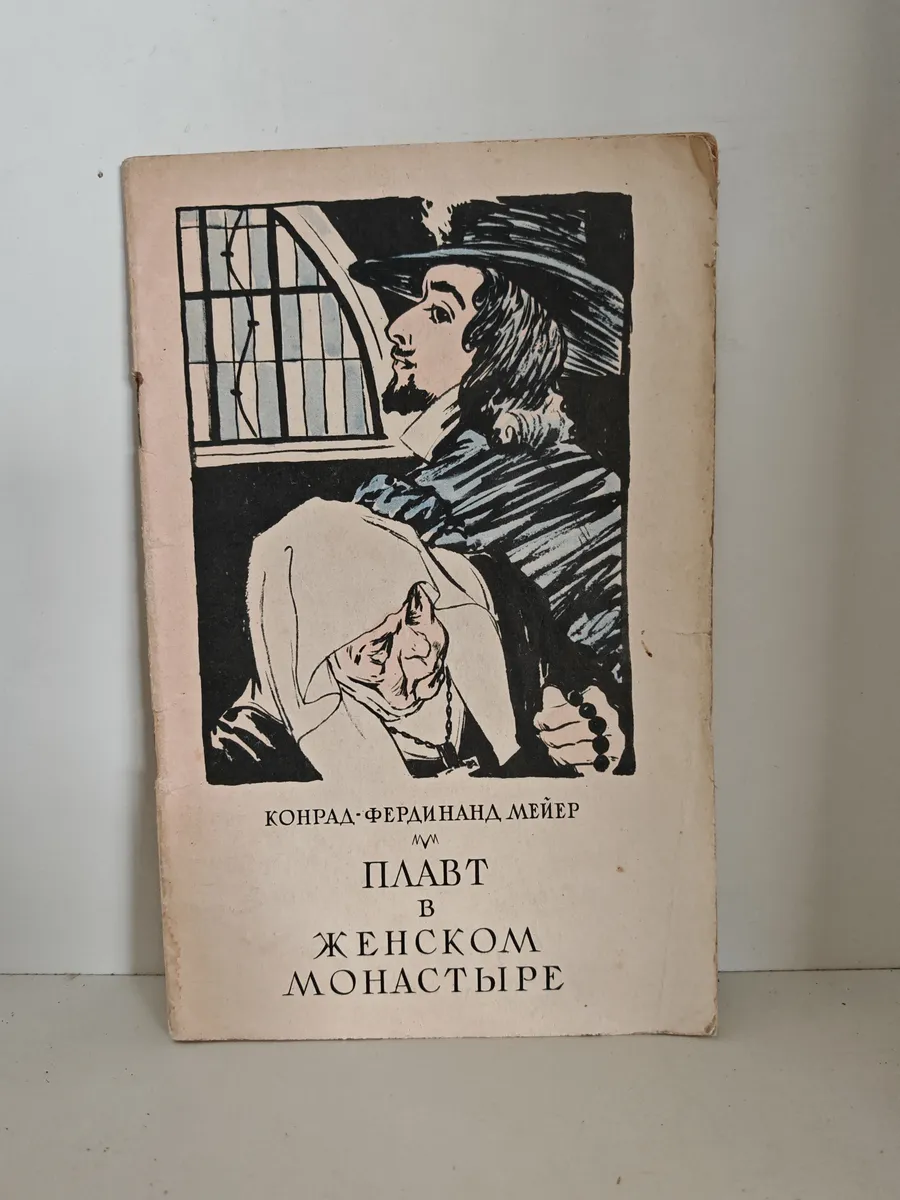 КОНРАД-ФЕРДИНАНД МЕЙЕР
ПЛАВТ
В
ЖЕНСКОМ
МОНАСТЫРЕ